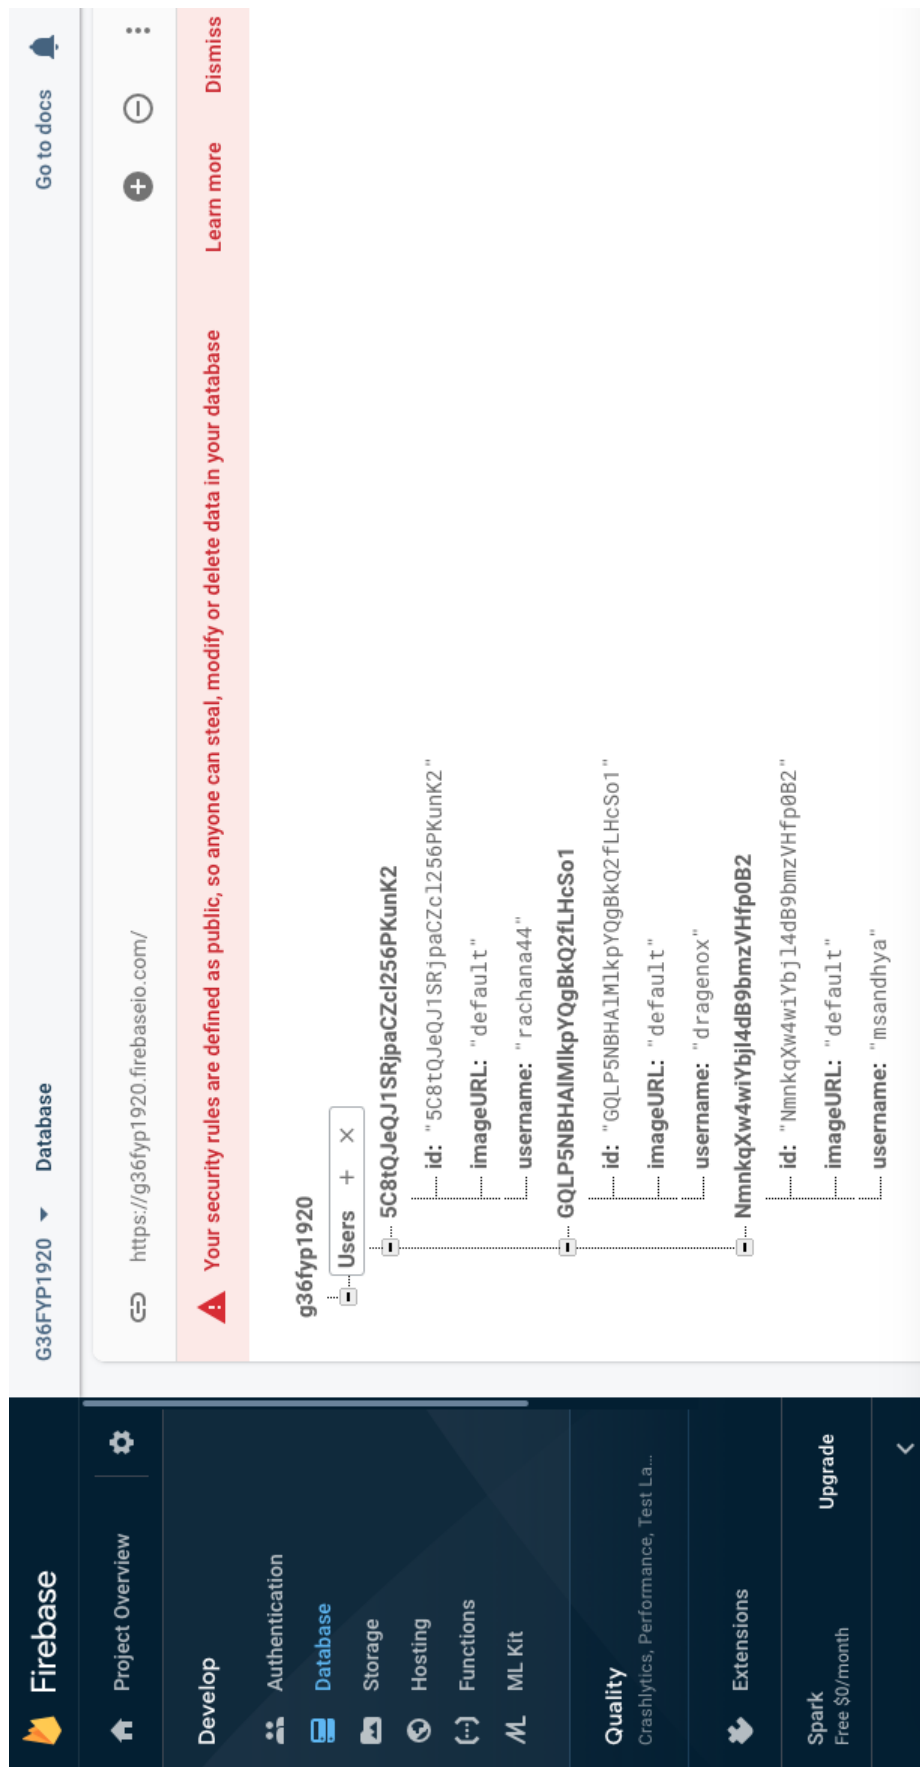 Firebase
Project Overview
Develop
Authentication
Database
Storage
Hosting
Functions
ML Kit
Quality
Crashlytics, Performance, Test La...
Extensions
Spark
Free $0/month
Upgrade
G36FYP1920
Database
Go to docs
https://g36fyp1920.firebaseio.com/
Your security rules are defined as public, so anyone can steal, modify or delete data in your database
Learn more
Dismiss
g36fyp1920
Users
5C8tQJeQJ1SRjpaCZcl256PKunK2
id: "5C8tQJeQJ1SRjpaCZcl256PKunK2"
imageURL: "default"
username: "rachana44"
GQLP5NBHAlMlkpYQgBkQ2fLHcSo1
id: "GQLP5NBHAlMlkpYQgBkQ2fLHcSo1"
imageURL: "default"
username: "dragenox"
NmnkqXw4wiYbjl4dB9bmzVHfp0B2
id: "NmnkqXw4wiYbjl4dB9bmzVHfp0B2"
imageURL: "default"
username: "msandhya"